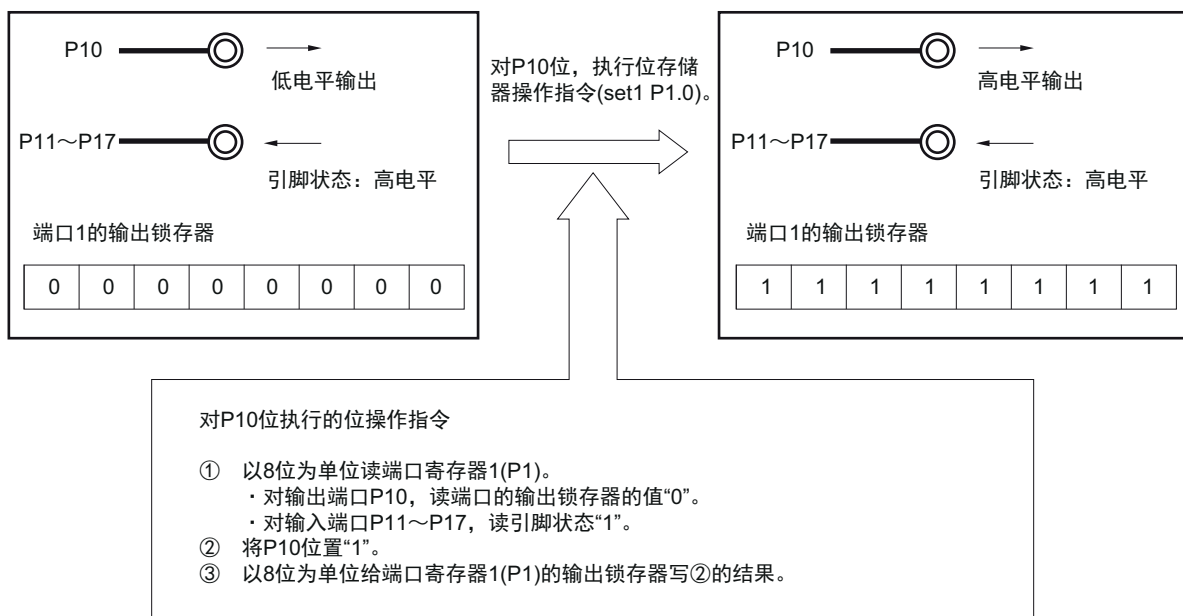 P10
低电平输出
P11～P17
引脚状态：高电平
端口1的输出锁存器
0 0 0 0 0 0 0 0
对P10位，执行位存储
器操作指令(set1 P1.0)。
P10
高电平输出
P11～P17
引脚状态：高电平
端口1的输出锁存器
1 1 1 1 1 1 1 1
对P10位执行的位操作指令
① 以8位为单位读端口寄存器1(P1)。
・对输出端口P10，读端口的输出锁存器的值“0”。
・对输入端口P11～P17，读引脚状态“1”。
② 将P10位置“1”。
③ 以8位为单位给端口寄存器1(P1)的输出锁存器写②的结果。